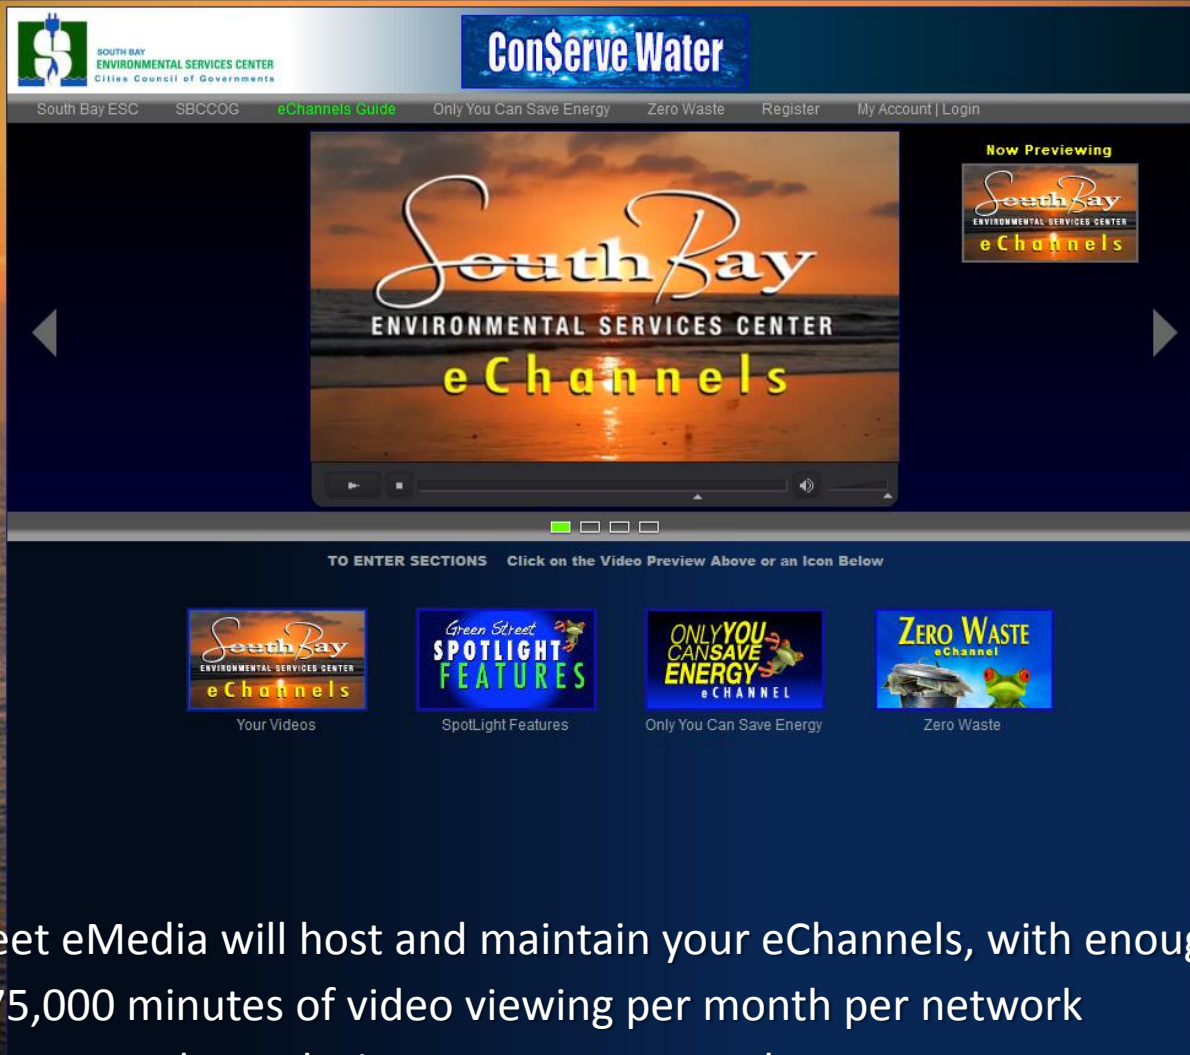 SOUTH BAY
ENVIRONMENTAL SERVICES CENTER
Cities Council of Governments
Con$erve Water
South Bay ESC SBCCOG eChannels Guide Only You Can Save Energy Zero Waste Register My Account | Login
South Bay
ENVIRONMENTAL SERVICES CENTER
eChannels
Now Previewing
South Bay
ENVIRONMENTAL SERVICES CENTER
eChannels
TO ENTER SECTIONS Click on the Video Preview Above or an Icon Below
South Bay
ENVIRONMENTAL SERVICES CENTER
eChannels
Your Videos
Green Street
SPOTLIGHT
FEATURES
SpotLight Features
ONLY YOU
CAN SAVE
ENERGY
eCHANNEL
Only You Can Save Energy
ZERO WASTE
eChannel
Zero Waste
eMedia will host and maintain your eChannels, with
75,000 minutes of video viewing per month per network